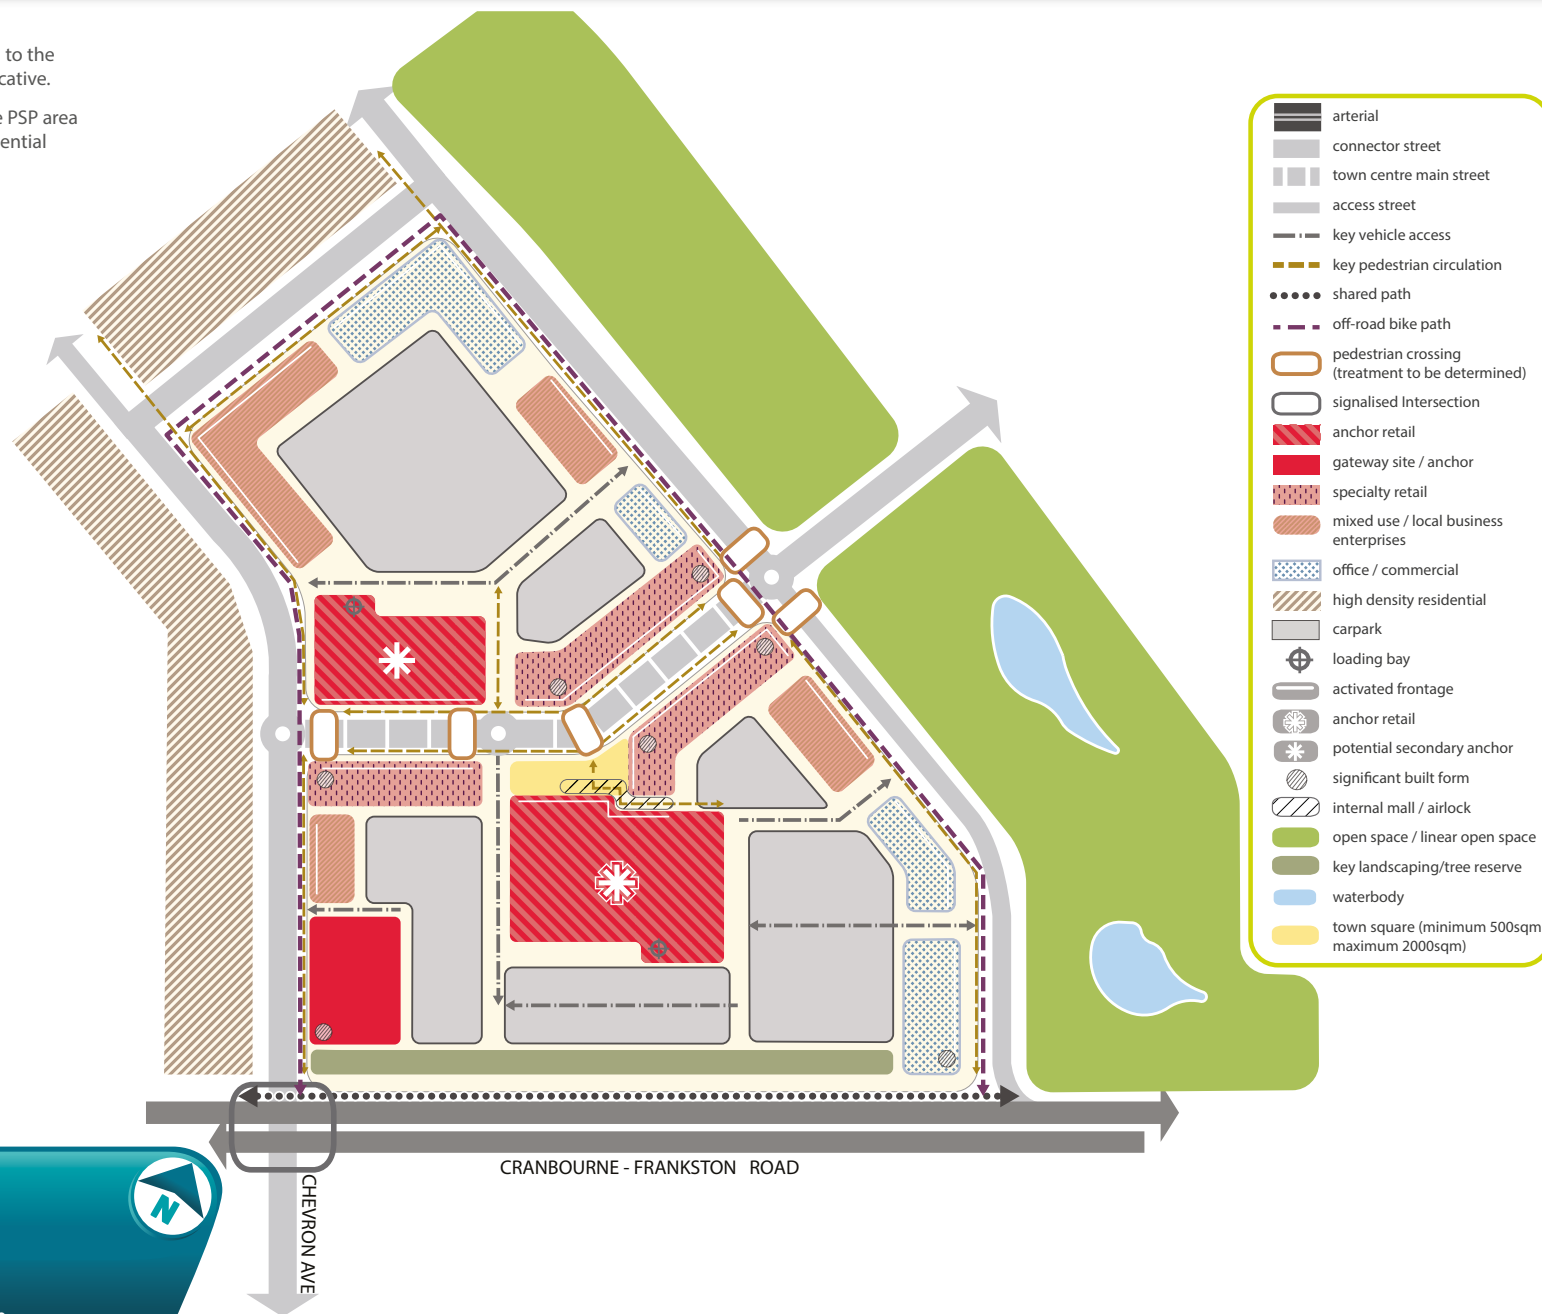 to the
cative.
e PSP area
ential
arterial
connector street
town centre main street
access street
key vehicle access
key pedestrian circulation
shared path
off-road bike path
pedestrian crossing
(treatment to be determined)
signalised Intersection
anchor retail
gateway site / anchor
specialty retail
mixed use / local business
enterprises
office / commercial
high density residential
carpark
loading bay
activated frontage
anchor retail
potential secondary anchor
significant built form
internal mall / airlock
open space / linear open space
key landscaping/tree reserve
waterbody
town square (minimum 500sqm
maximum 2000sqm)
CRANBOURNE - FRANKSTON ROAD
CHEVRON AVE
N